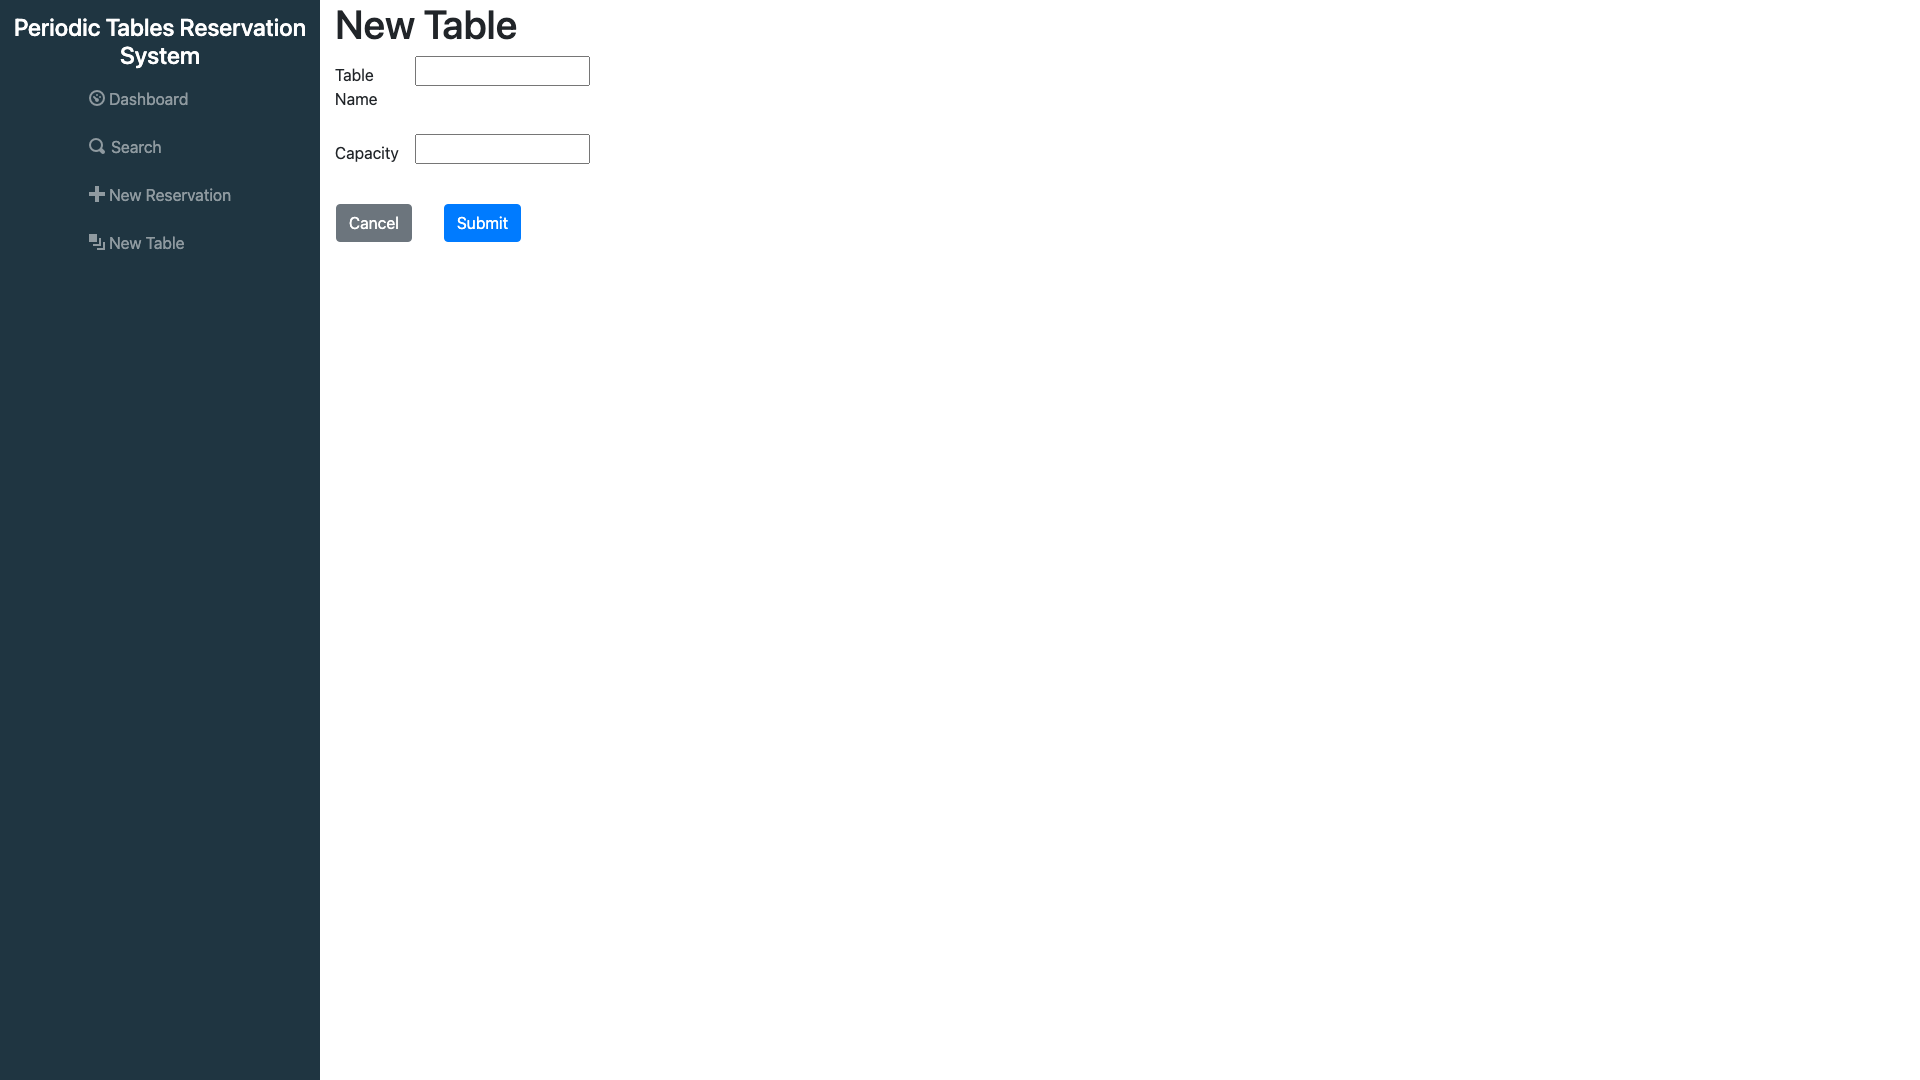 Periodic Tables Reservation
System
Dashboard
Search
New Reservation
New Table
New Table
Table
Name
Capacity
Cancel
Submit